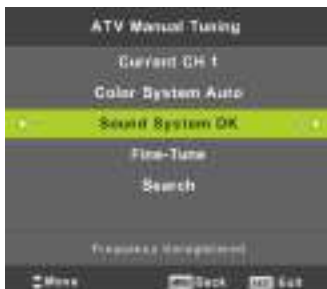 ATV Manual Tuning
Current CH 1
Color System Auto
Sound System DK
Fine-Tune
Search
Move Back Exit